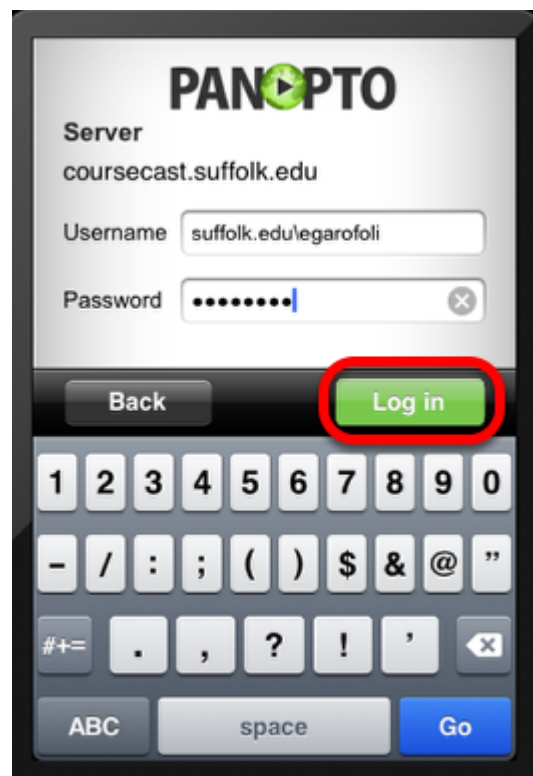 PANOPTO
Server
coursecast.suffolk.edu
Username suffolk.edu\egarofoli
Password ••••••••
Back Log in
1 2 3 4 5 6 7 8 9 0
- / : ; ( ) $ & @ ”
#+= . , ? ! ’
ABC space Go